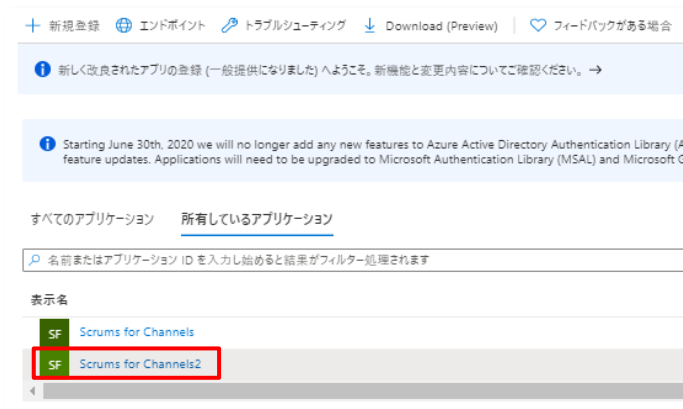 新規登録 エンドポイント トラブルシューティング Download (Preview) フィードバックがある場合
新しく改良されたアプリの登録 (一般提供になりました) へようこそ。新機能と変更内容についてご確認ください。 →
Starting June 30th, 2020 we will no longer add any new features to Azure Active Directory Authentication Library (A
feature updates. Applications will need to be upgraded to Microsoft Authentication Library (MSAL) and Microsoft G
すべてのアプリケーション 所有しているアプリケーション
名前またはアプリケーション ID を入力し始めると結果がフィルター処理されます
表示名
SF Scrums for Channels
SF Scrums for Channels2